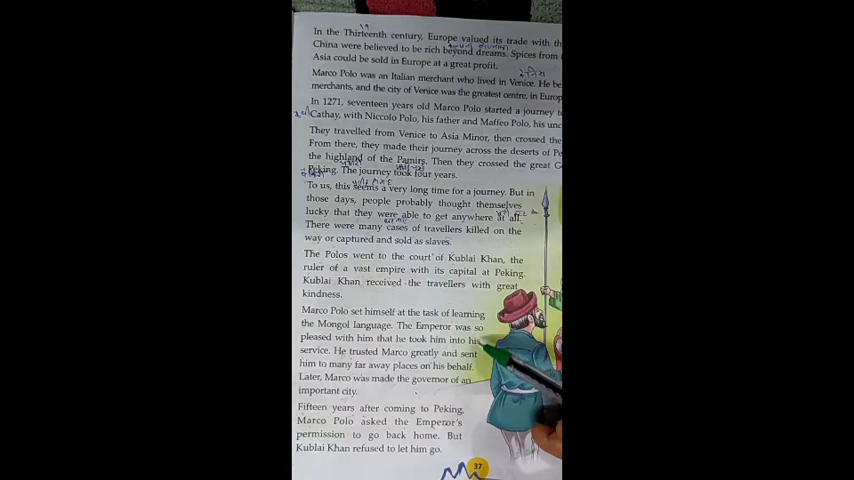 In the Thirteenth century, Europe valued its trade with th
China were believed to be rich beyond dreams. Spices from
Asia could be sold in Europe at a great profit.
Marco Polo was an Italian merchant who lived in Venice. He be
merchants, and the city of Venice was the greatest centre, in Europ
In 1271, seventeen years old Marco Polo started a journey to
Cathay, with Niccolo Polo, his father and Maffeo Polo, his unc
They travelled from Venice to Asia Minor, then crossed the
From there, they made their journey across the deserts of Pe
the highland of the Pamirs. Then they crossed the great G
Peking. The journey took four years.
To us, this seems a very long time for a journey. But in
those days, people probably thought themselves
lucky that they were able to get anywhere at all.
There were many cases of travellers killed on the
way or captured and sold as slaves.
The Polos went to the court of Kublai Khan, the
ruler of a vast empire with its capital at Peking.
Kublai Khan received the travellers with great
kindness.
Marco Polo set himself at the task of learning
the Mongol language. The Emperor was so
pleased with him that he took him into his
service. He trusted Marco greatly and sent
him to many far away places on his behalf.
Later, Marco was made the governor of an
important city.
Fifteen years after coming to Peking,
Marco Polo asked the Emperor's
permission to go back home. But
Kublai Khan refused to let him go.
37